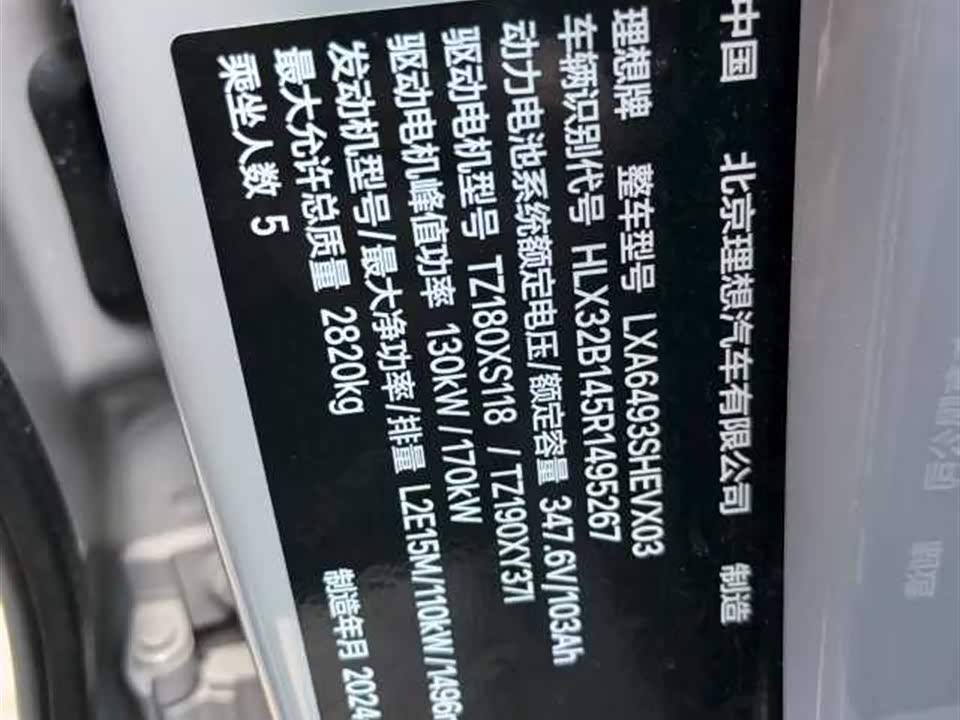 中国 北京理想汽车有限公司 制造
理想牌 整车型号 LXA6493SHEVX03
车辆识别代号 HLX32B145R1495267
动力电池系统额定电压/额定容量 347.6V/103Ah
驱动电机型号 TZ180XS118 / TZ190XY37I
驱动电机峰值功率 130kW/170kW
发动机型号/最大净功率/排量 L2E15M/110kW/1496m
最大允许总质量 2820kg 制造年月 2024
乘坐人数 5